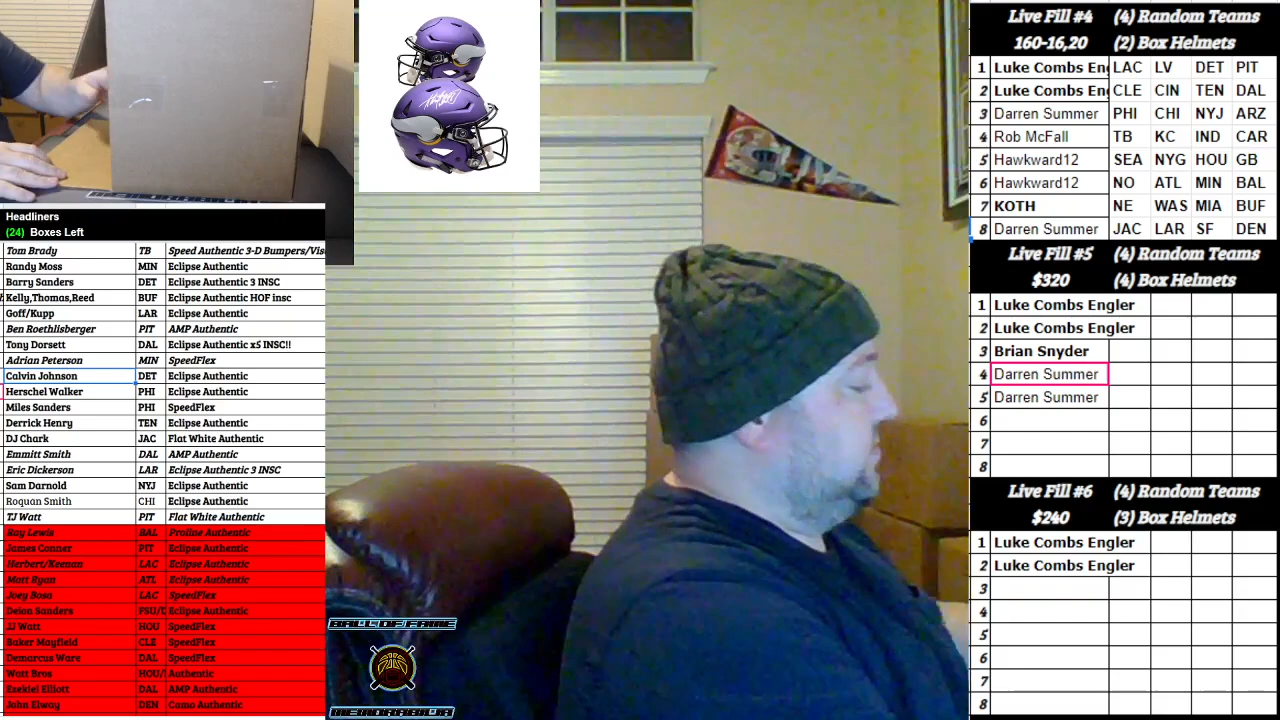 Headliners
(24) Boxes Left
Tom Brady TB Speed Authentic 3-D Bumpers/Vis
Randy Moss MIN Eclipse Authentic
Barry Sanders DET Eclipse Authentic 3 INSC
Kelly,Thomas,Reed BUF Eclipse Authentic HOF insc
Goff/Kupp LAR Eclipse Authentic
Ben Roethlisberger PIT AMP Authentic
Tony Dorsett DAL Eclipse Authentic x5 INSC!!
Adrian Peterson MIN SpeedFlex
Calvin Johnson DET Eclipse Authentic
Herschel Walker PHI Eclipse Authentic
Miles Sanders PHI SpeedFlex
Derrick Henry TEN Eclipse Authentic
DJ Chark JAC Flat White Authentic
Emmitt Smith DAL AMP Authentic
Eric Dickerson LAR Eclipse Authentic 3 INSC
Sam Darnold NYJ Eclipse Authentic
Roquan Smith CHI Eclipse Authentic
TJ Watt PIT Flat White Authentic
Ray Lewis BAL Proline Authentic
James Conner PIT Eclipse Authentic
Herbert/Keenan LAC Eclipse Authentic
Matt Ryan ATL Eclipse Authentic
Joey Bosa LAC SpeedFlex
Deion Sanders FSU/ Eclipse Authentic
JJ Watt HOU SpeedFlex
Baker Mayfield CLE SpeedFlex
Demarcus Ware DAL SpeedFlex
Watt Bros HOU/ Authentic
Ezekiel Elliott DAL AMP Authentic
John Elway DEN Camo Authentic
BALL OF FAME
MEMORABILIA
Live Fill #4 (4) Random Teams
160-16,20 (2) Box Helmets
1 Luke Combs Eng LAC LV DET PIT
2 Luke Combs Eng CLE CIN TEN DAL
3 Darren Summer PHI CHI NYJ ARZ
4 Rob McFall TB KC IND CAR
5 Hawkward12 SEA NYG HOU GB
6 Hawkward12 NO ATL MIN BAL
7 KOTH NE WAS MIA BUF
8 Darren Summer JAC LAR SF DEN
Live Fill #5 (4) Random Teams
$320 (4) Box Helmets
1 Luke Combs Engler
2 Luke Combs Engler
3 Brian Snyder
4 Darren Summer
5 Darren Summer
6
7
8
Live Fill #6 (4) Random Teams
$240 (3) Box Helmets
1 Luke Combs Engler
2 Luke Combs Engler
3
4
5
6
7
8